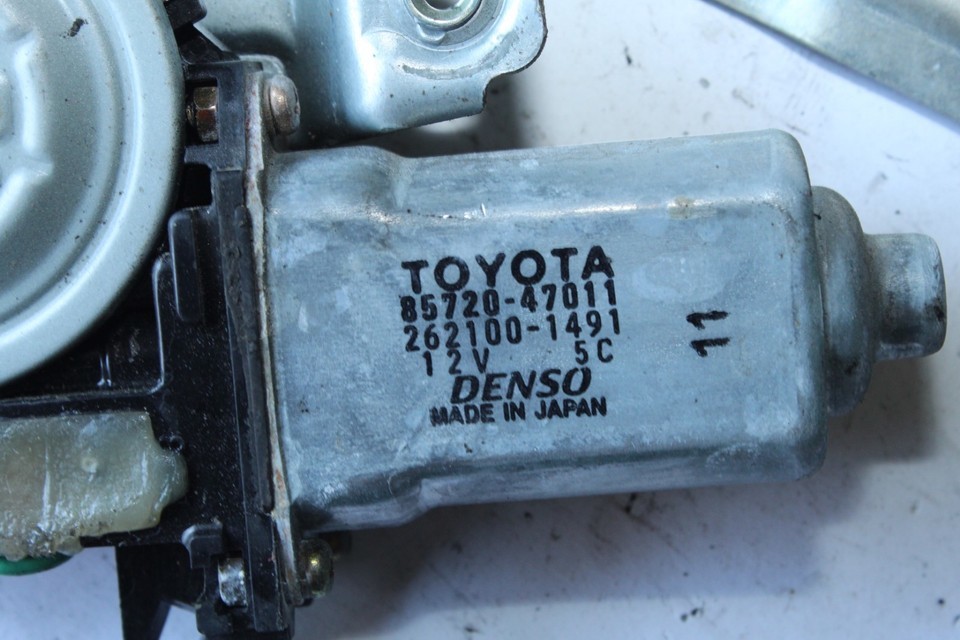 TOYOTA
85720-47011
262100-1491
12V 5C
DENSO
MADE IN JAPAN
11